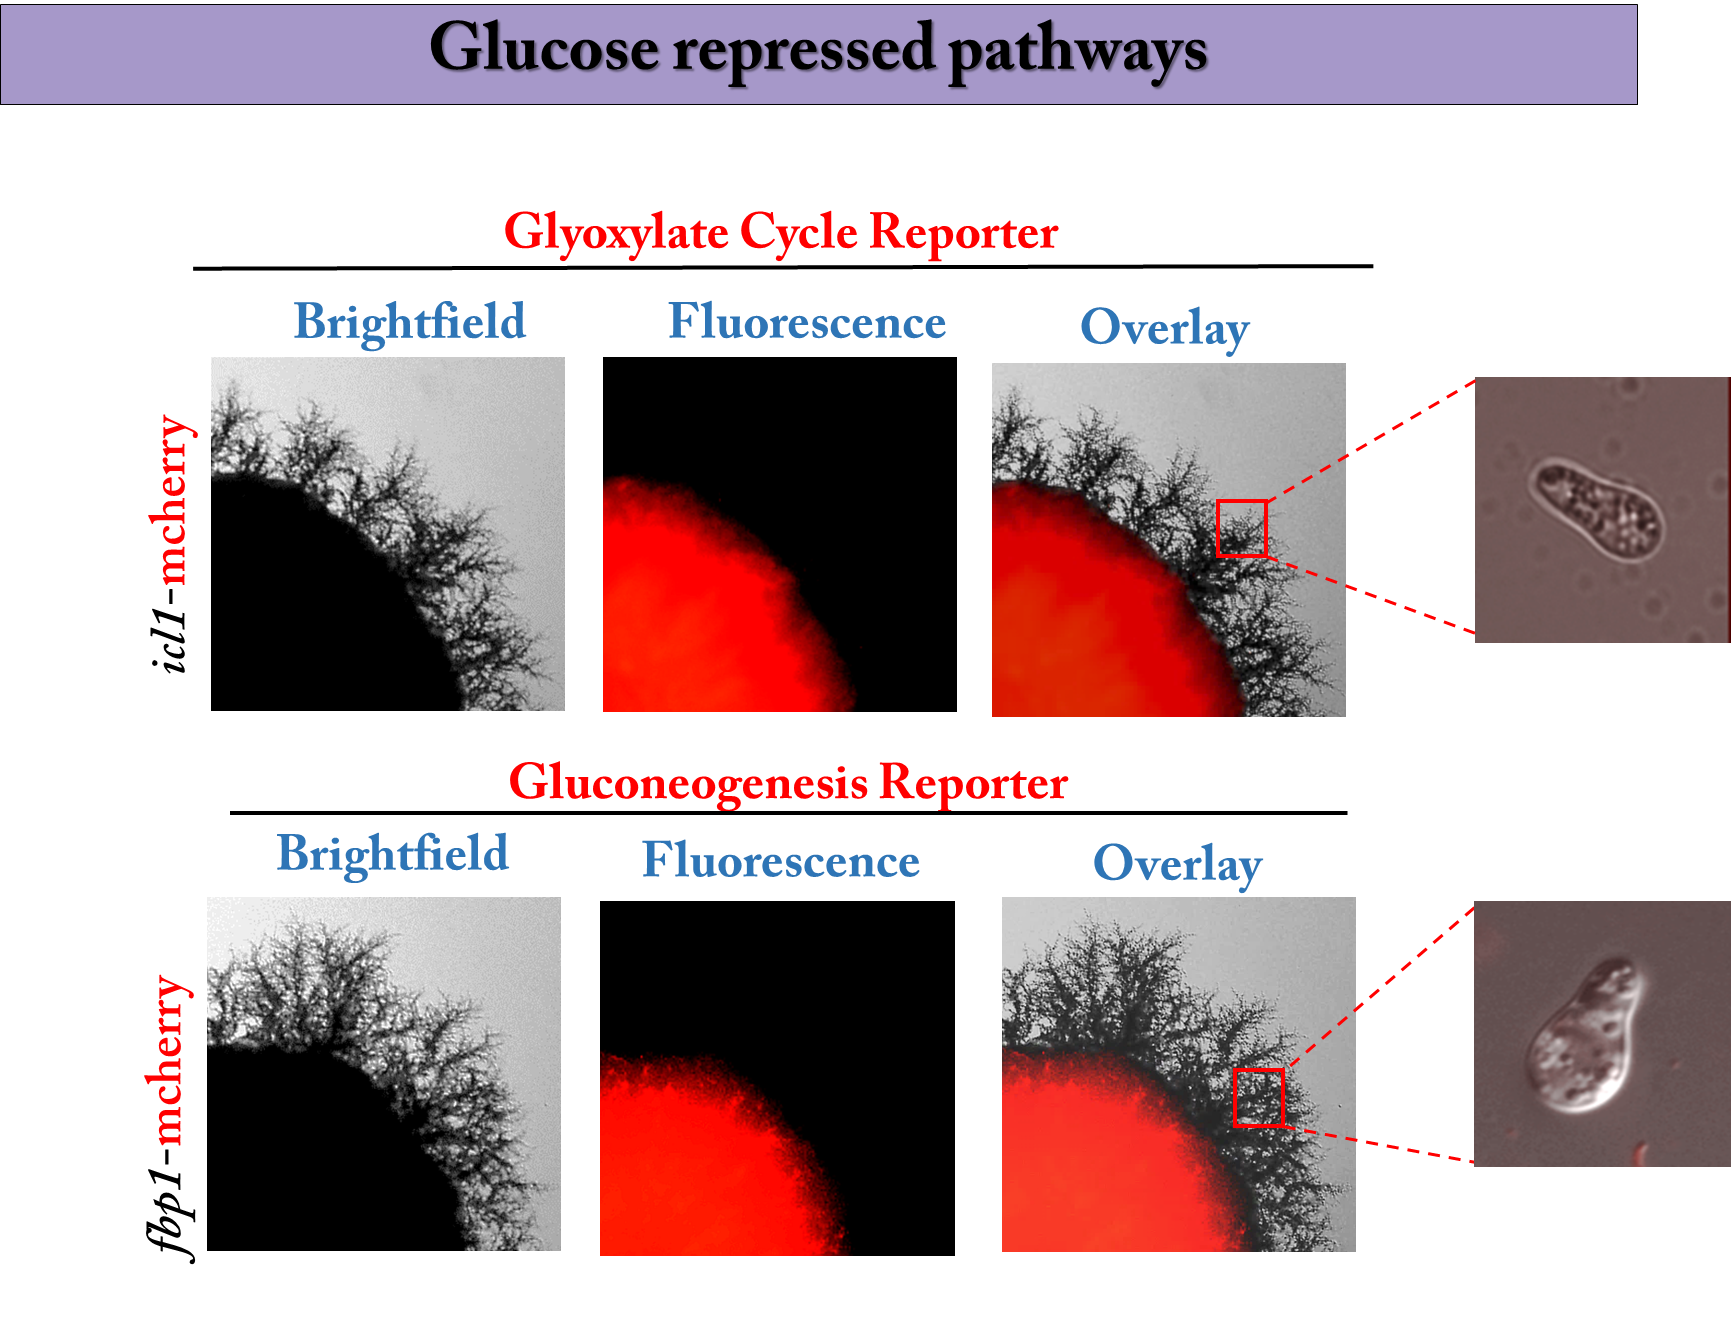 Glucose repressed pathways
Glyoxylate Cycle Reporter
Brightfield
Fluorescence
Overlay
icl1-mcherry
Gluconeogenesis Reporter
Brightfield
Fluorescence
Overlay
fbp1-mcherry